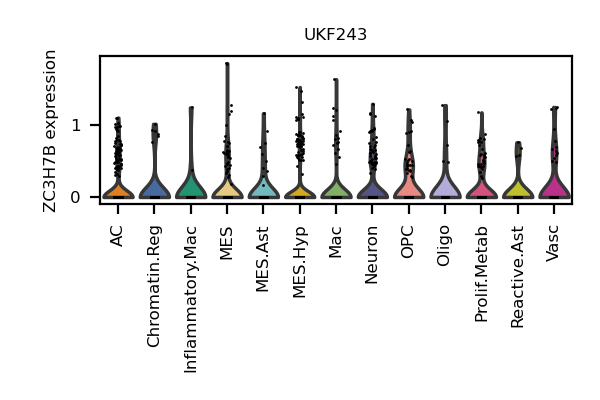 UKF243
ZC3H7B expression
1
0
AC
Chromatin.Reg
Inflammatory.Mac
MES
MES.Ast
MES.Hyp
Mac
Neuron
OPC
Oligo
Prolif.Metab
Reactive.Ast
Vasc